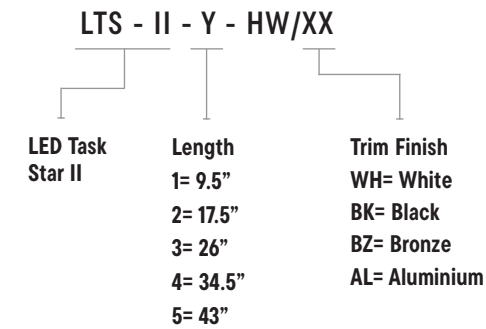 LTS - II - Y - HW/XX
LED Task
Star II
Length
1= 9.5”
2= 17.5”
3= 26”
4= 34.5”
5= 43”
Trim Finish
WH= White
BK= Black
BZ= Bronze
AL= Aluminium